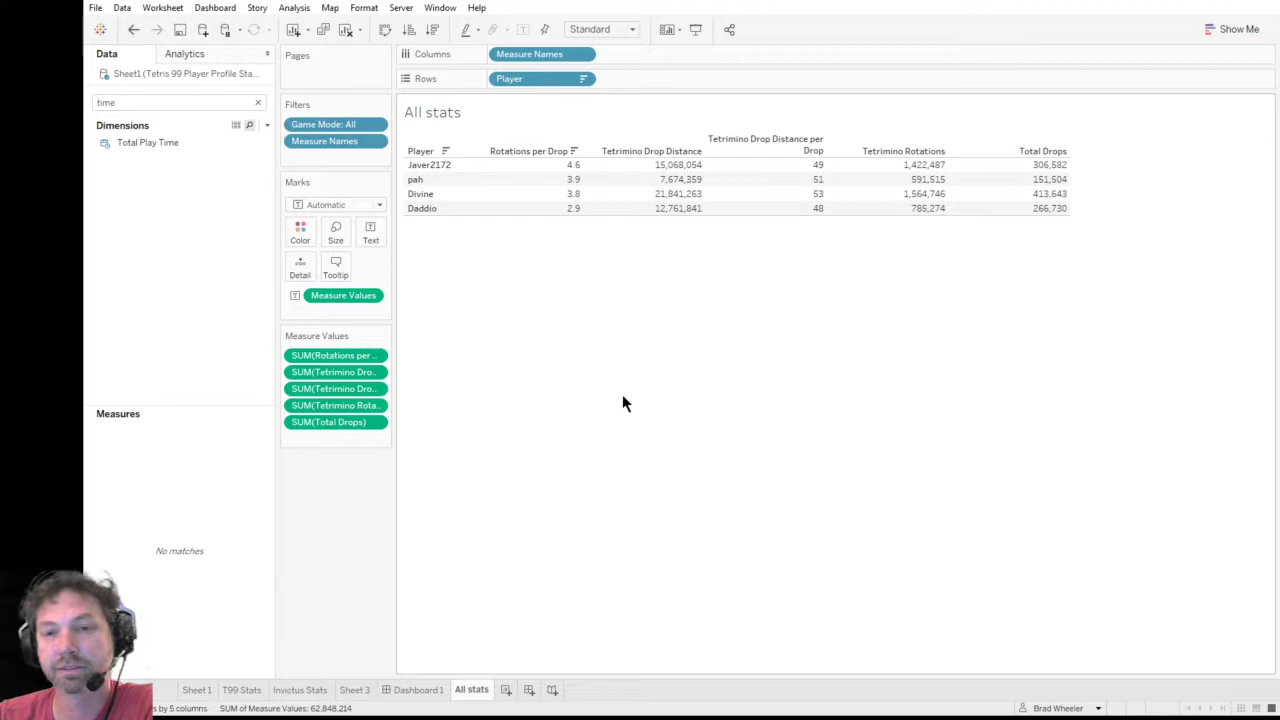 File Data Worksheet Dashboard Story Analysis Map Format Server Window Help
Standard
Show Me
Data Analytics
Sheet1 (Tetris 99 Player Profile Sta...
time
Dimensions
Total Play Time
Measures
No matches
Pages
Filters
Game Mode: All
Measure Names
Marks
Automatic
Color Size Text
Detail Tooltip
Measure Values
Measure Values
SUM(Rotations per ..
SUM(Tetrimino Dro..
SUM(Tetrimino Dro..
SUM(Tetrimino Rota..
SUM(Total Drops)
Columns Measure Names
Rows Player
All stats
Tetrimino Drop Distance per
Player Rotations per Drop Tetrimino Drop Distance Drop Tetrimino Rotations Total Drops
Javer2172 4.6 15,068,054 49 1,422,487 306,582
pah 3.9 7,674,359 51 591,515 151,504
Divine 3.8 21,841,263 53 1,564,746 413,643
Daddio 2.9 12,761,841 48 785,274 266,730
Sheet 1 T99 Stats Invictus Stats Sheet 3 Dashboard 1 All stats
s by 5 columns SUM of Measure Values: 62,848,214 Brad Wheeler